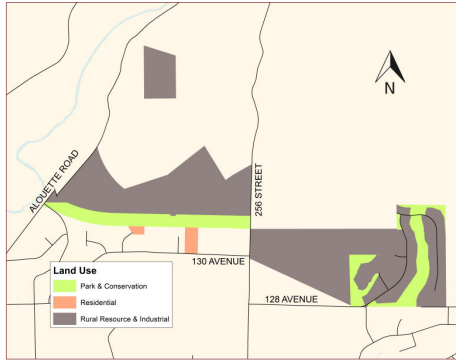 N
ALOUETTE ROAD
256 STREET
130 AVENUE
128 AVENUE
Land Use
Park & Conservation
Residential
Rural Resource & Industrial